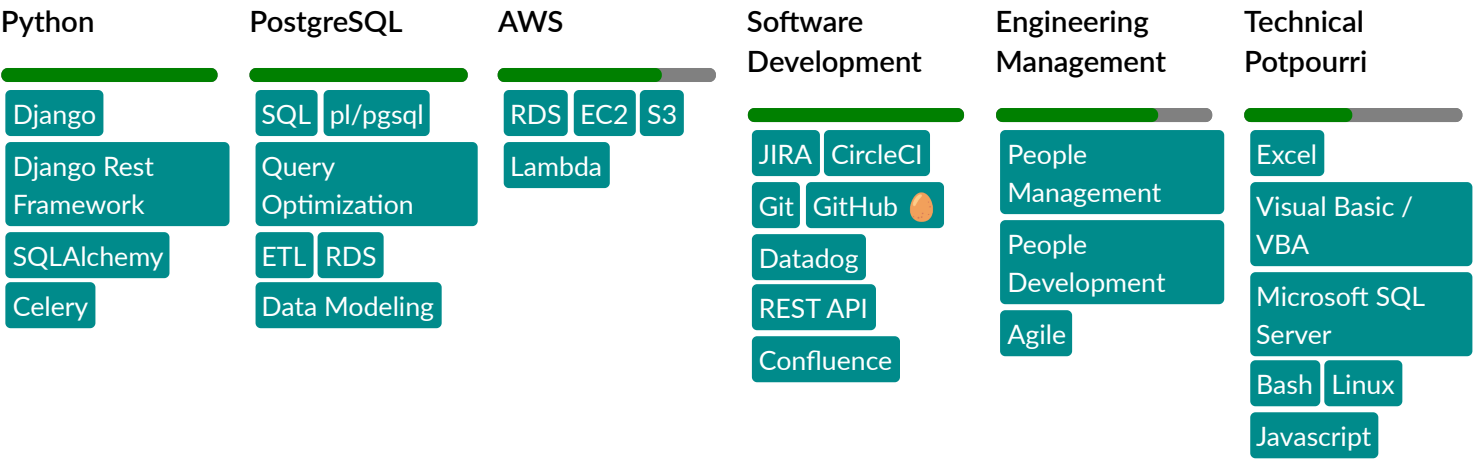 Python
Django
Django Rest
Framework
SQLAlchemy
Celery
PostgreSQL
SQL pl/pgsql
Query
Optimization
ETL RDS
Data Modeling
AWS
RDS EC2 S3
Lambda
Software
Development
JIRA CircleCI
Git GitHub 🥚
Datadog
REST API
Confluence
Engineering
Management
People
Management
People
Development
Agile
Technical
Potpourri
Excel
Visual Basic /
VBA
Microsoft SQL
Server
Bash Linux
Javascript